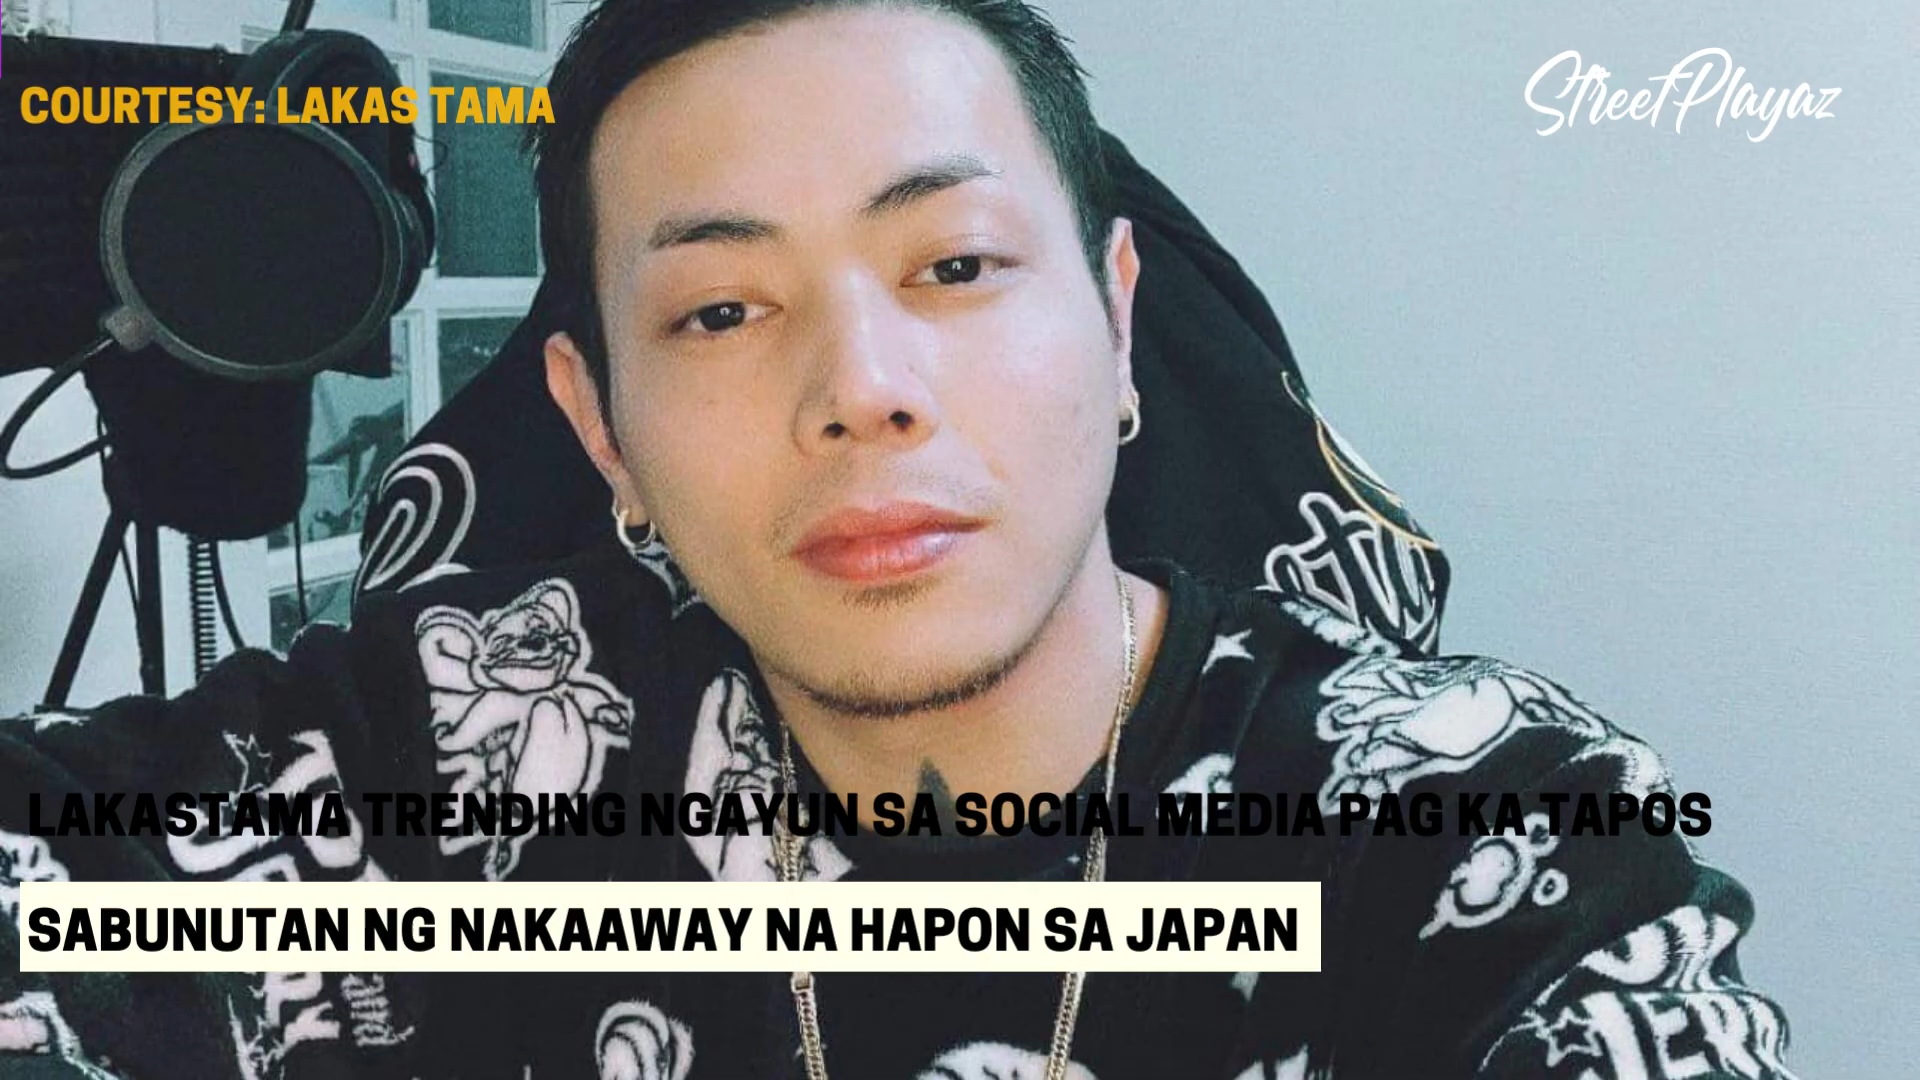 COURTESY: LAKAS TAMA
StreetPlayaz
LAKASTAMA TRENDING NGAYUN SA SOCIAL MEDIA PAG KA TAPOS
SABUNUTAN NG NAKAAWAY NA HAPON SA JAPAN